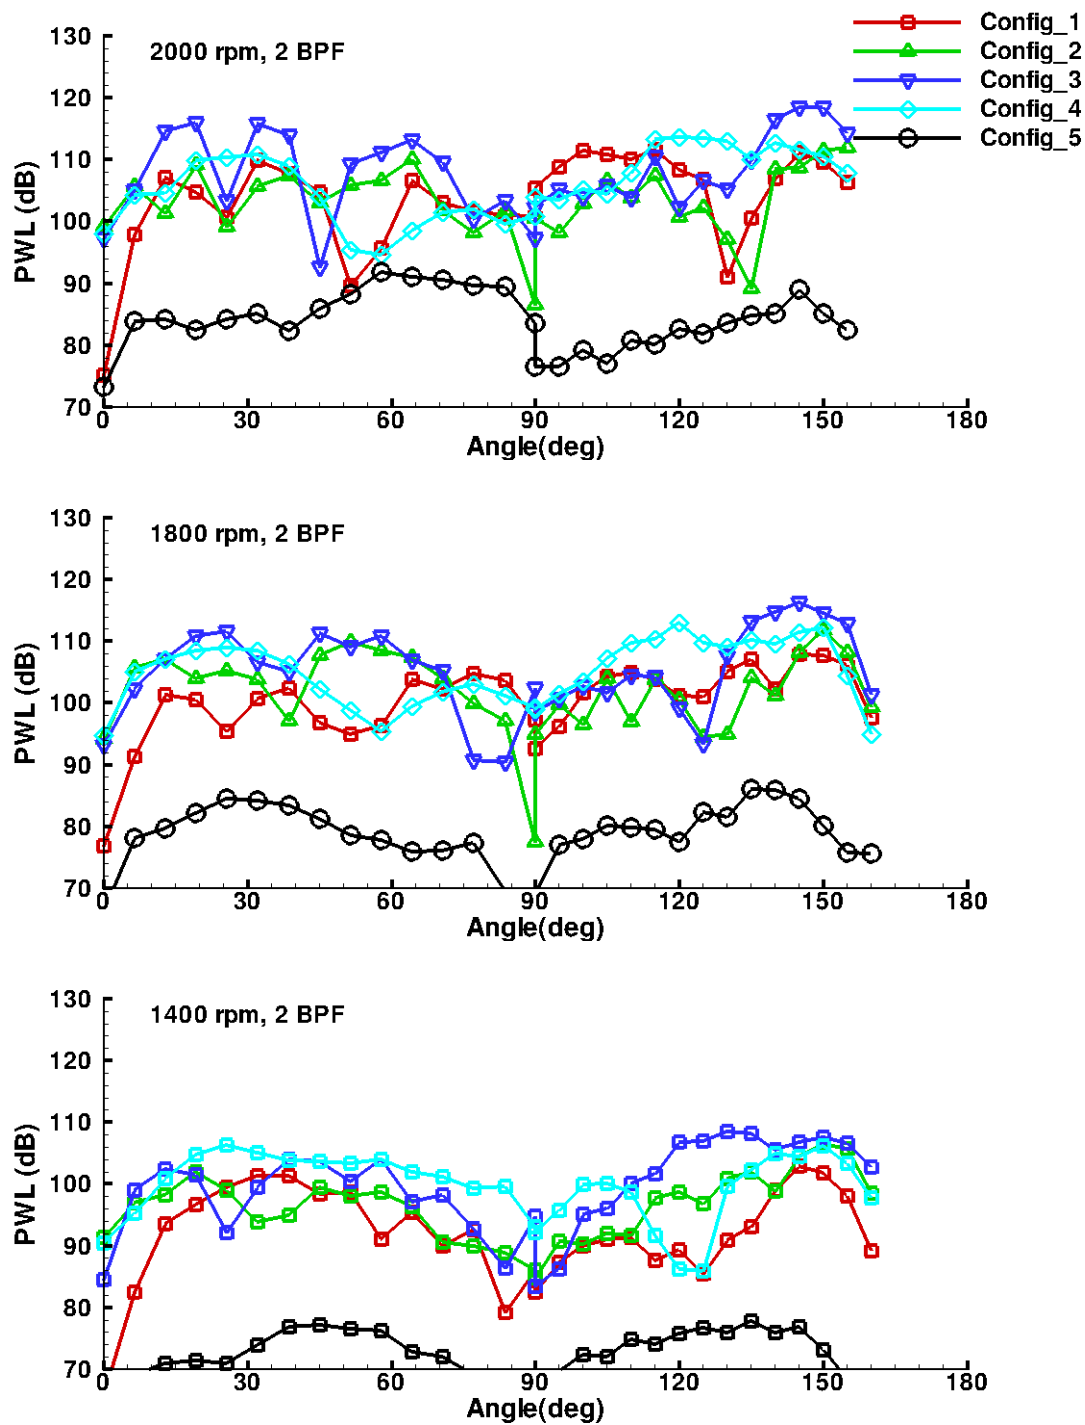 Config_1
Config_2
Config_3
Config_4
Config_5
2000 rpm, 2 BPF
PWL (dB)
130
120
110
100
90
80
70
0 30 60 90 120 150 180
Angle(deg)
1800 rpm, 2 BPF
PWL (dB)
130
120
110
100
90
80
70
0 30 60 90 120 150 180
Angle(deg)
1400 rpm, 2 BPF
PWL (dB)
130
120
110
100
90
80
70
0 30 60 90 120 150 180
Angle(deg)